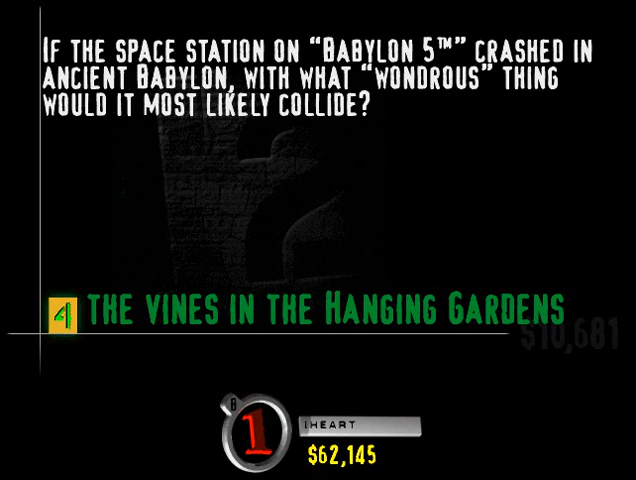 If the space station on “Babylon 5™” crashed in
ancient Babylon, with what “wondrous” thing
would it most likely collide?
4 the vines in the Hanging Gardens
$10,681
B
1 IHEART
$62,145